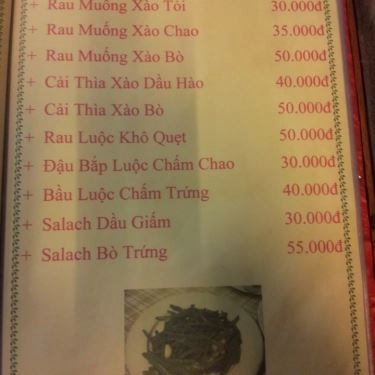 + Rau Muống Xào Tỏi 30.000đ
+ Rau Muống Xào Chao 35.000đ
+ Rau Muống Xào Bò 50.000đ
+ Cải Thìa Xào Dầu Hào 40.000đ
+ Cải Thìa Xào Bò 50.000đ
+ Rau Luộc Khô Quẹt 50.000đ
+ Đậu Bắp Luộc Chấm Chao 30.000đ
+ Bầu Luộc Chấm Trứng 40.000đ
+ Salach Dầu Giấm 30.000đ
+ Salach Bò Trứng 55.000đ